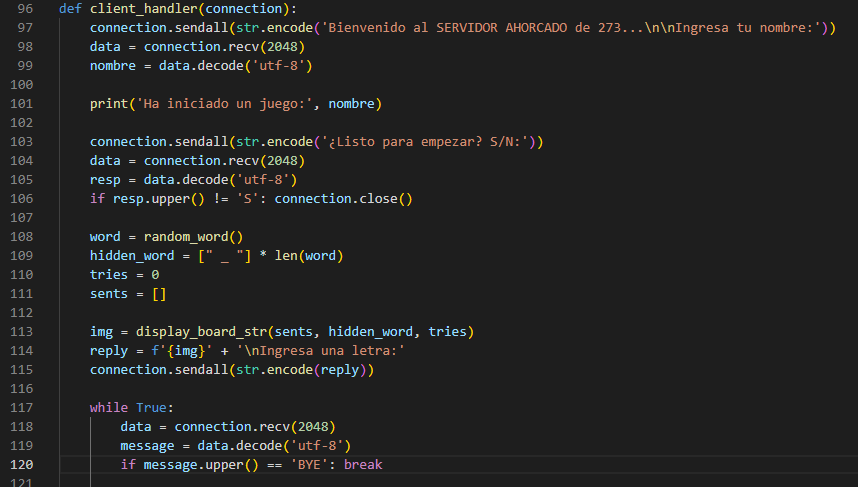 96 def client_handler(connection):
97     connection.sendall(str.encode('Bienvenido al SERVIDOR AHORCADO de 273...\n\nIngresa tu nombre:'))
98     data = connection.recv(2048)
99     nombre = data.decode('utf-8')
100
101     print('Ha iniciado un juego:', nombre)
102
103     connection.sendall(str.encode('¿Listo para empezar? S/N:'))
104     data = connection.recv(2048)
105     resp = data.decode('utf-8')
106     if resp.upper() != 'S': connection.close()
107
108     word = random_word()
109     hidden_word = [" _ "] * len(word)
110     tries = 0
111     sents = []
112
113     img = display_board_str(sents, hidden_word, tries)
114     reply = f'{img}' + '\nIngresa una letra:'
115     connection.sendall(str.encode(reply))
116
117     while True:
118         data = connection.recv(2048)
119         message = data.decode('utf-8')
120         if message.upper() == 'BYE': break
121